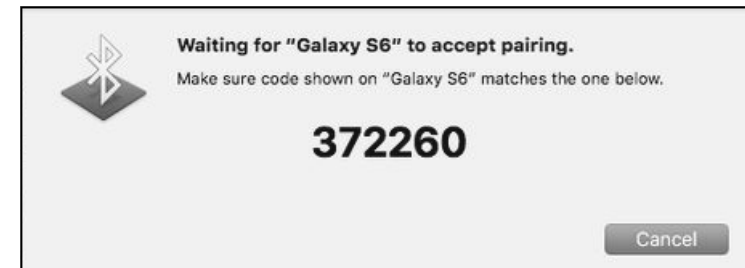 Waiting for "Galaxy S6" to accept pairing.
Make sure code shown on "Galaxy S6" matches the one below.
372260
Cancel